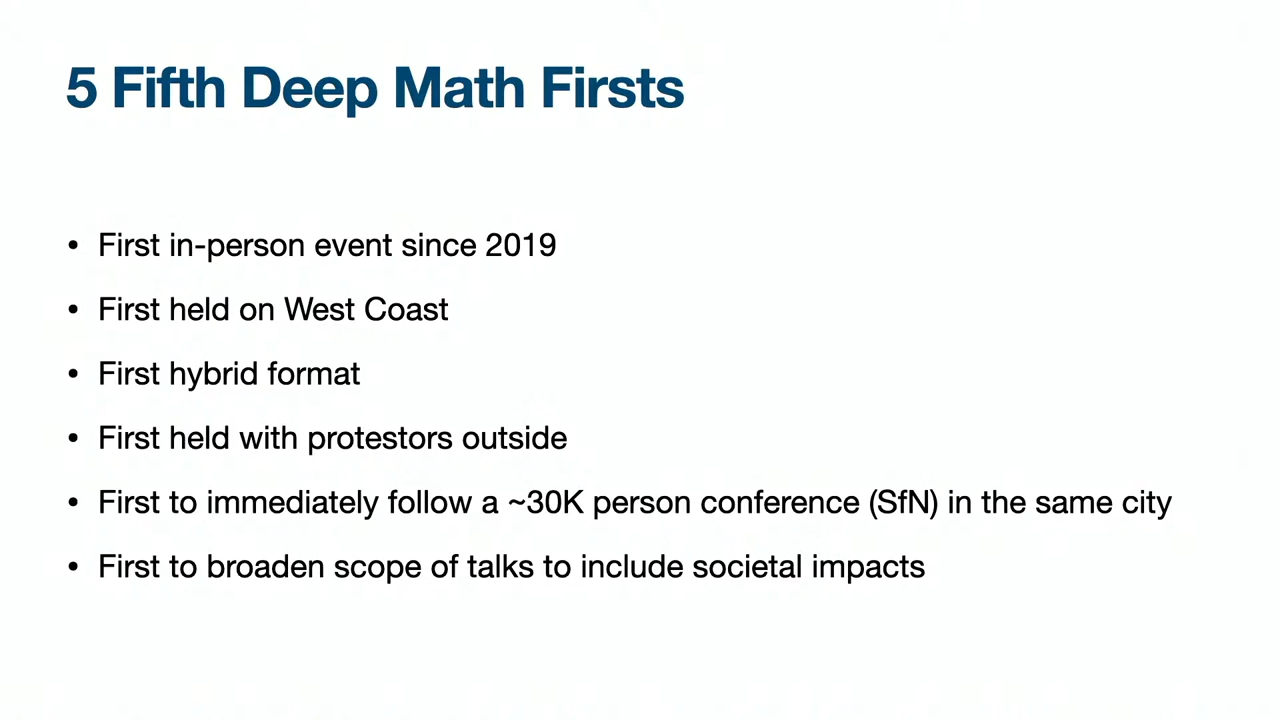 5 Fifth Deep Math Firsts
• First in-person event since 2019
• First held on West Coast
• First hybrid format
• First held with protestors outside
• First to immediately follow a ~30K person conference (SfN) in the same city
• First to broaden scope of talks to include societal impacts